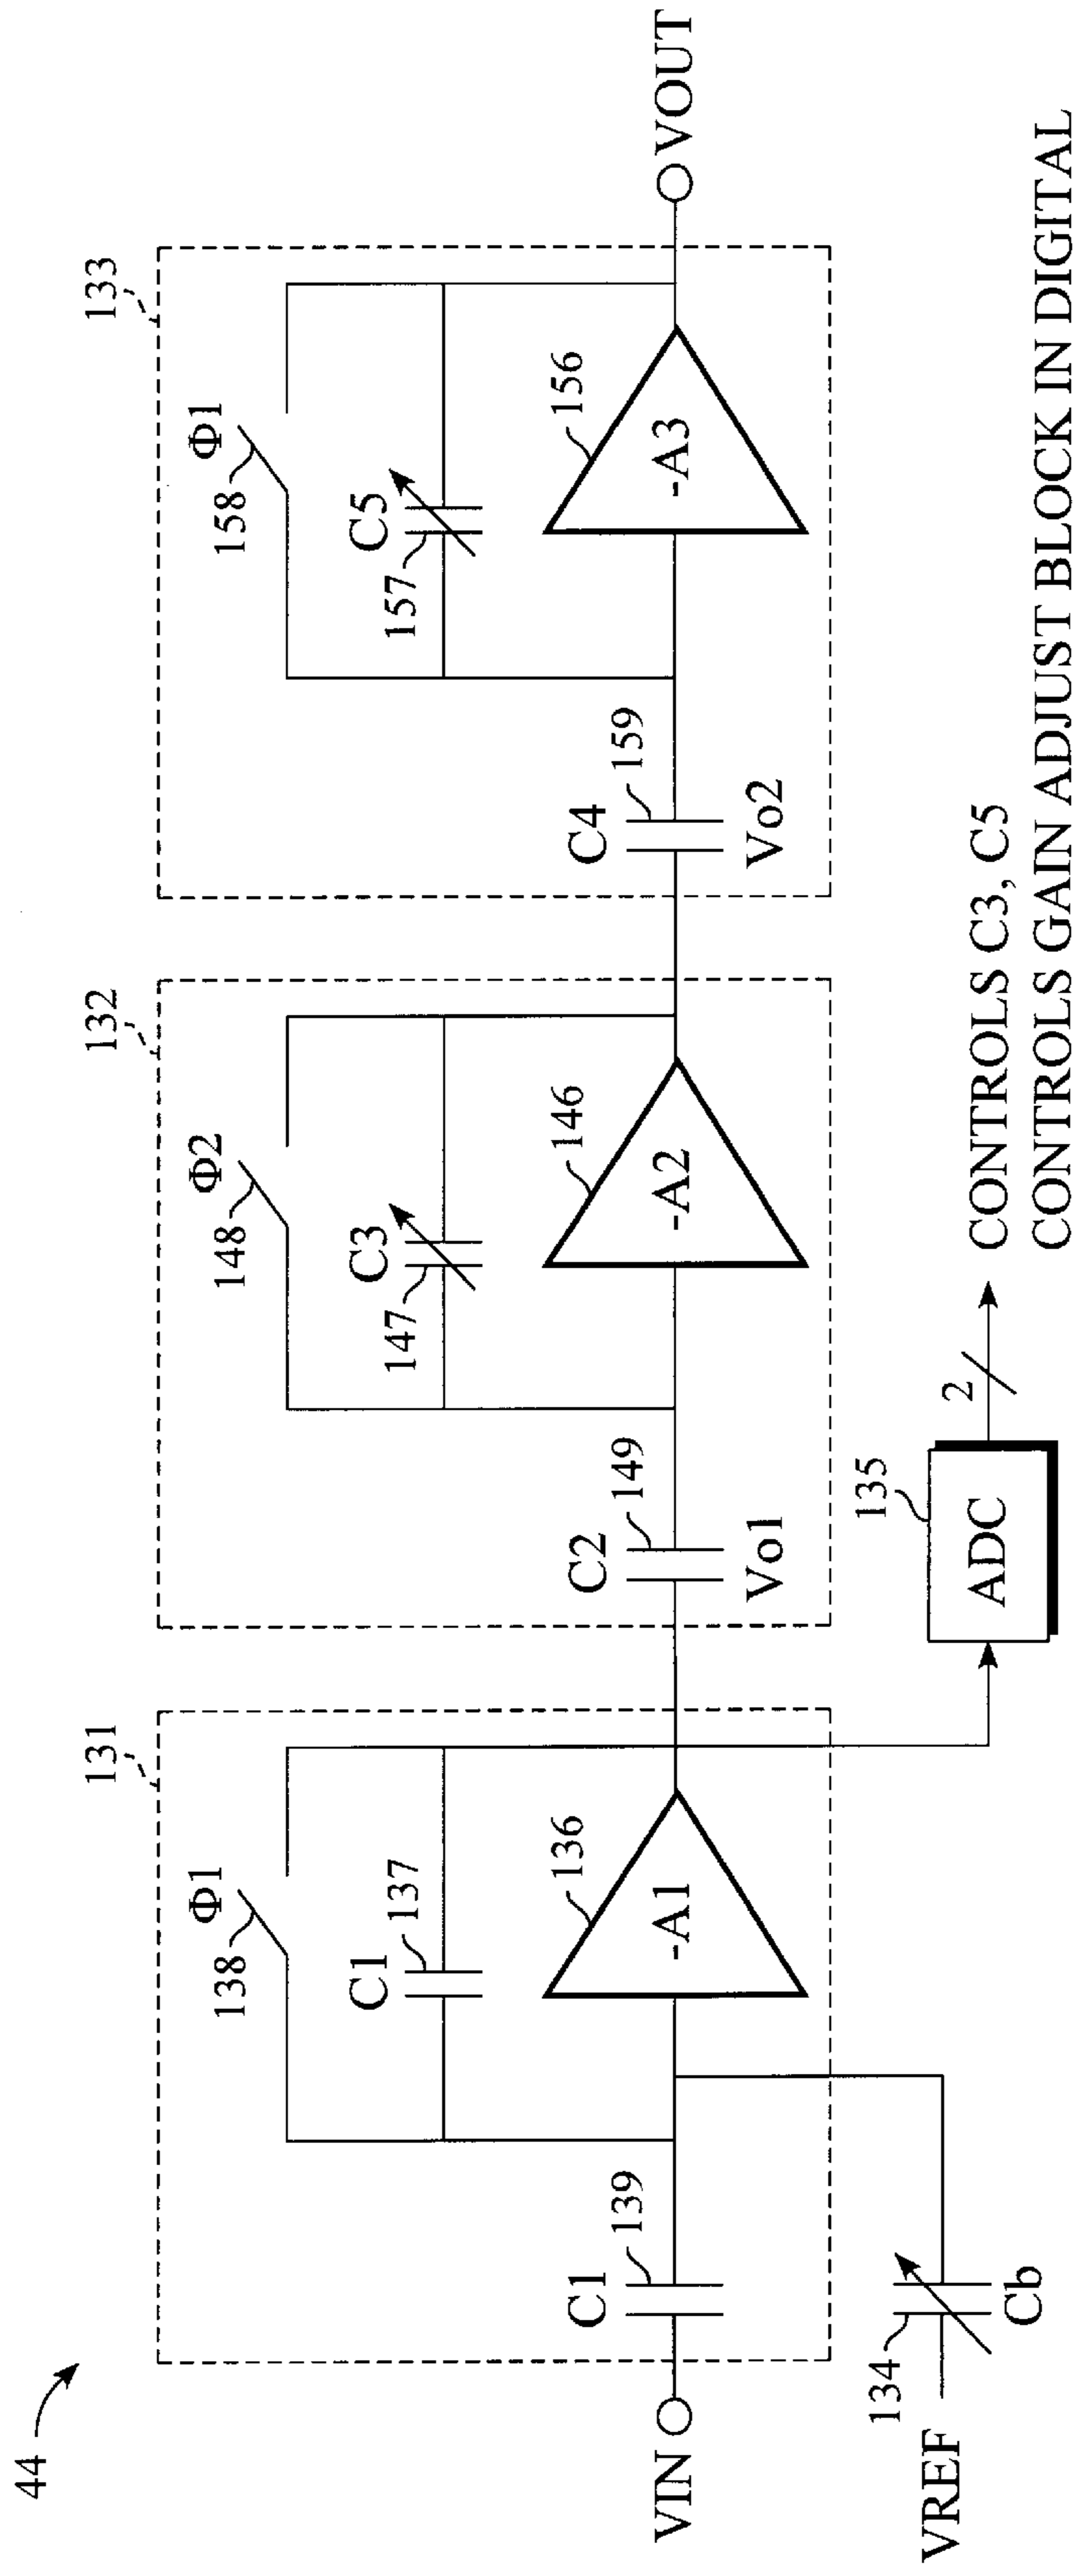 44
131
132
133
Φ1
138
Φ2
148
Φ1
158
C1
137
C3
147
C5
157
136
146
156
-A1
-A2
-A3
VIN
C1
139
C2
149
Vo1
C4
159
Vo2
VOUT
VREF
134
Cb
135
ADC
2
CONTROLS C3, C5
CONTROLS GAIN ADJUST BLOCK IN DIGITAL